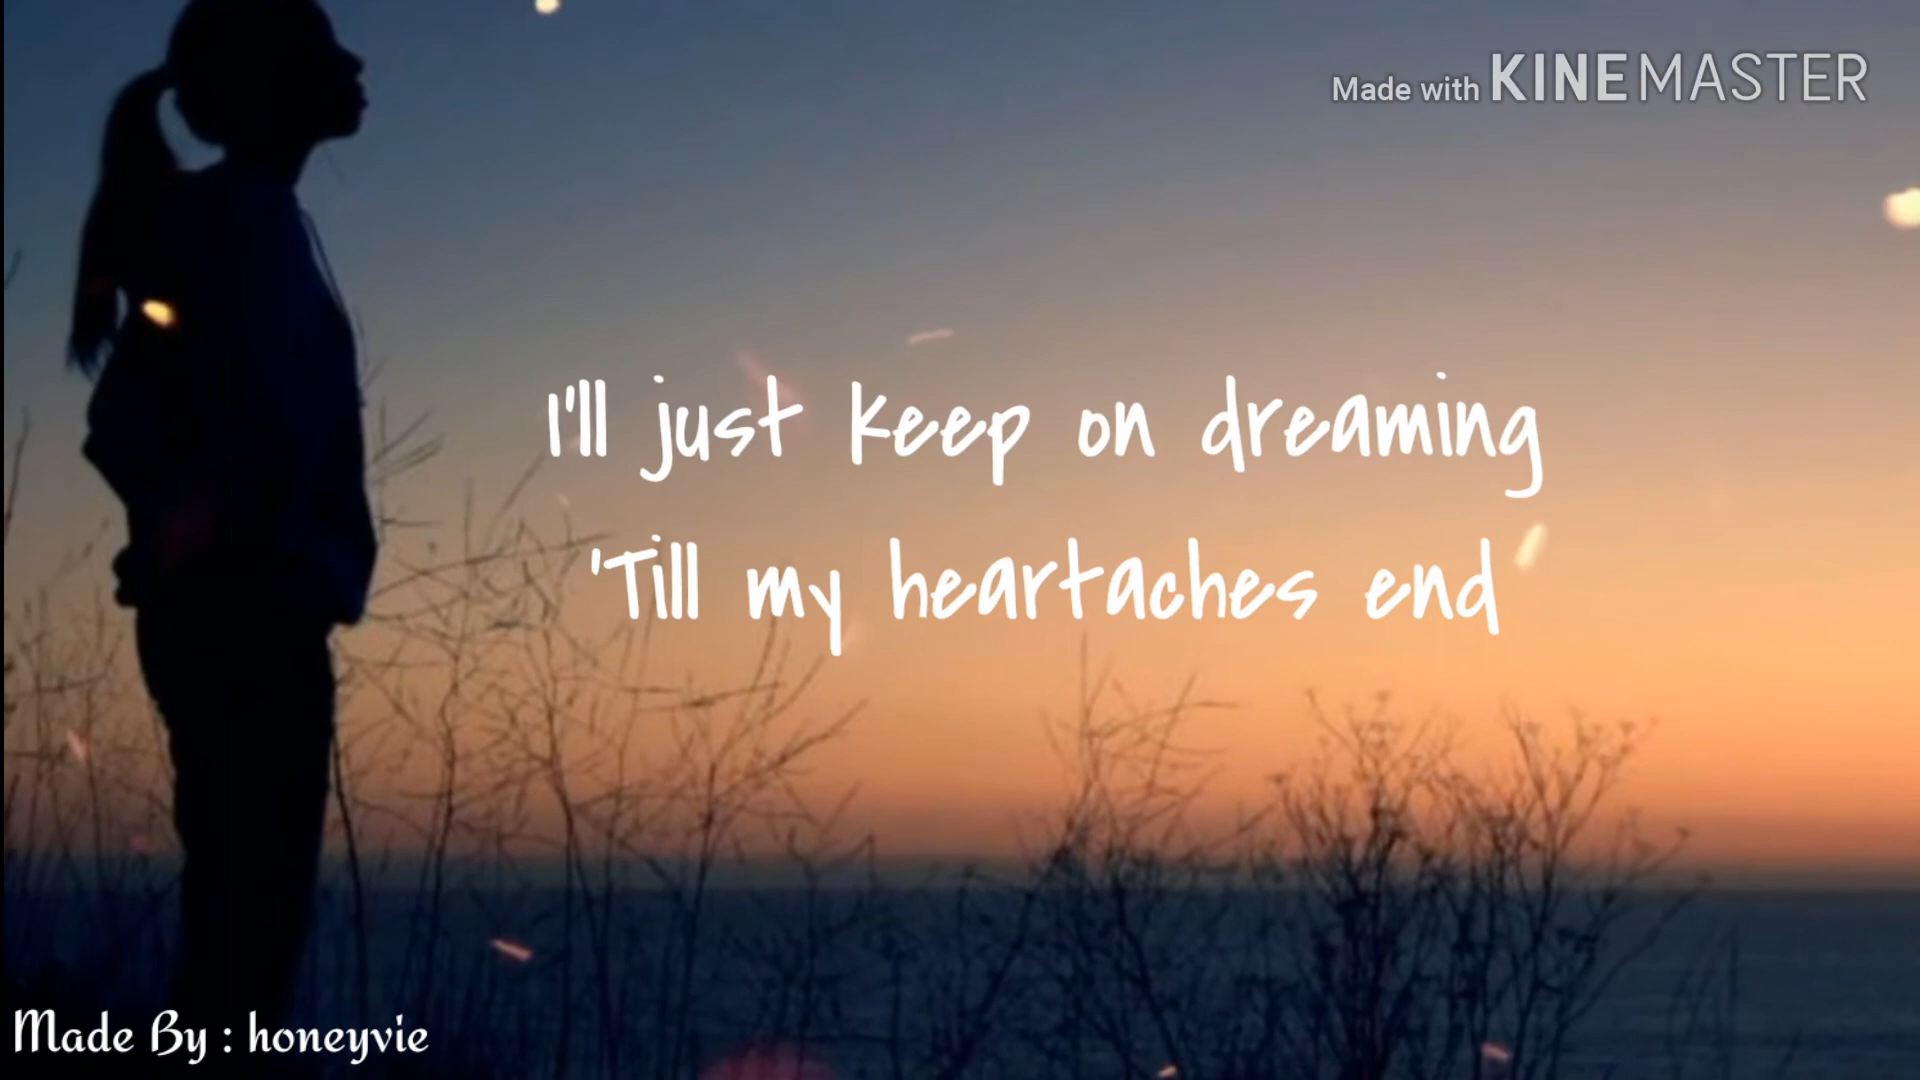 Made with KINEMASTER
I'll just keep on dreaming
'Till my heartaches end
Made By : honeyvie